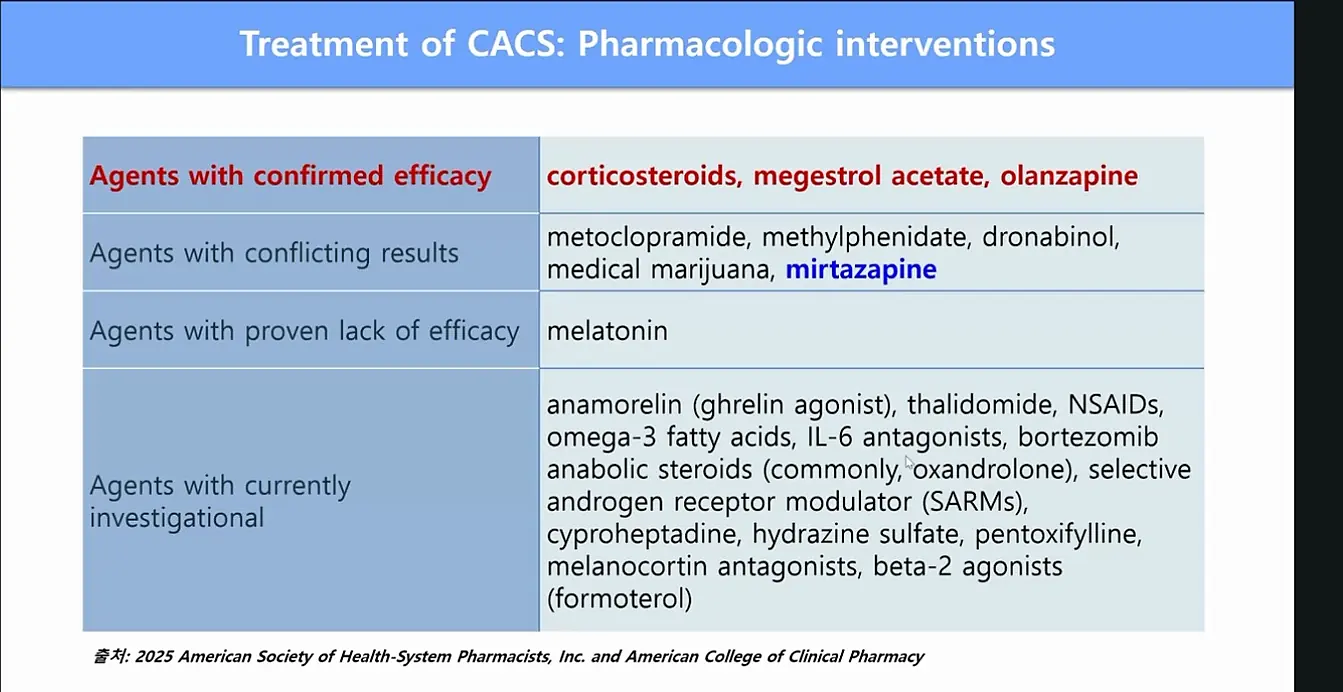 Treatment of CACS: Pharmacologic interventions
Agents with confirmed efficacy
corticosteroids, megestrol acetate, olanzapine
Agents with conflicting results
metoclopramide, methylphenidate, dronabinol,
medical marijuana, mirtazapine
Agents with proven lack of efficacy
melatonin
Agents with currently
investigational
anamorelin (ghrelin agonist), thalidomide, NSAIDs,
omega-3 fatty acids, IL-6 antagonists, bortezomib
anabolic steroids (commonly, oxandrolone), selective
androgen receptor modulator (SARMs),
cyproheptadine, hydrazine sulfate, pentoxifylline,
melanocortin antagonists, beta-2 agonists
(formoterol)
출처: 2025 American Society of Health-System Pharmacists, Inc. and American College of Clinical Pharmacy